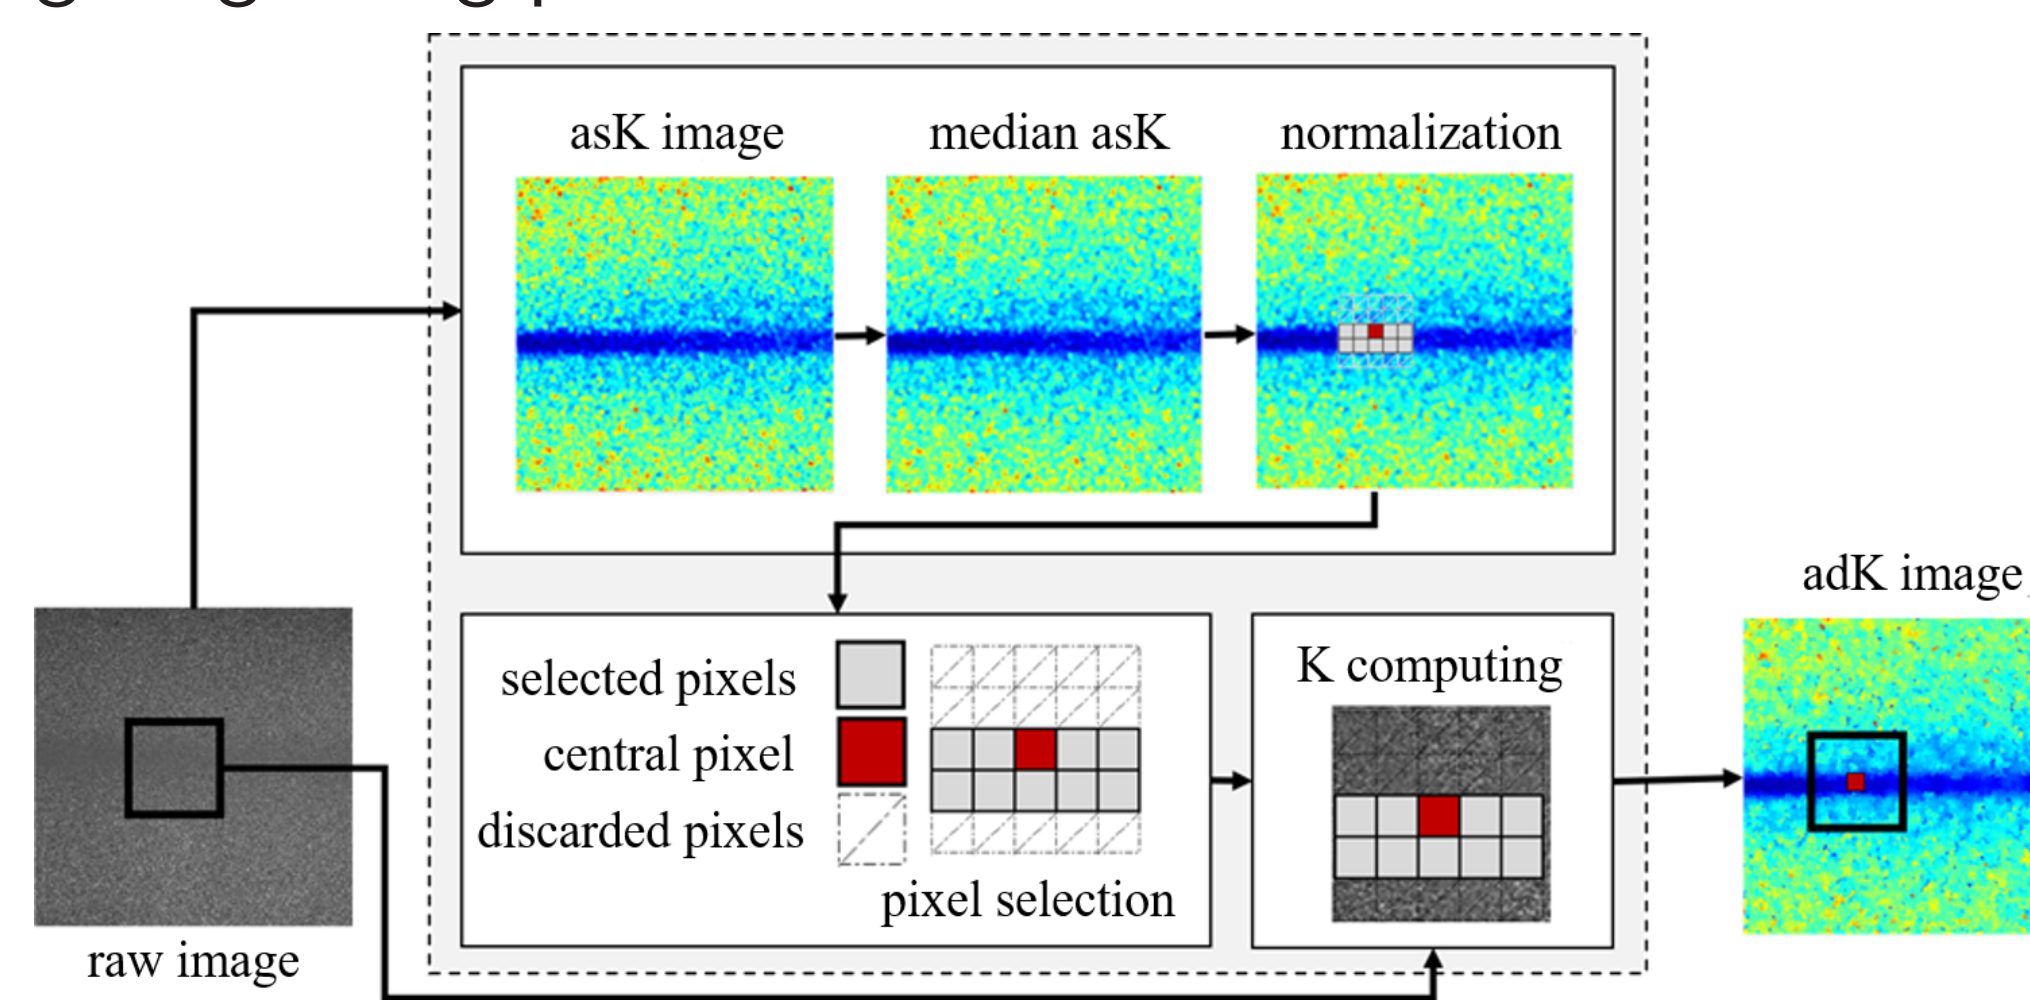 asK image
median asK
normalization
selected pixels
central pixel
discarded pixels
pixel selection
K computing
raw image
adK image